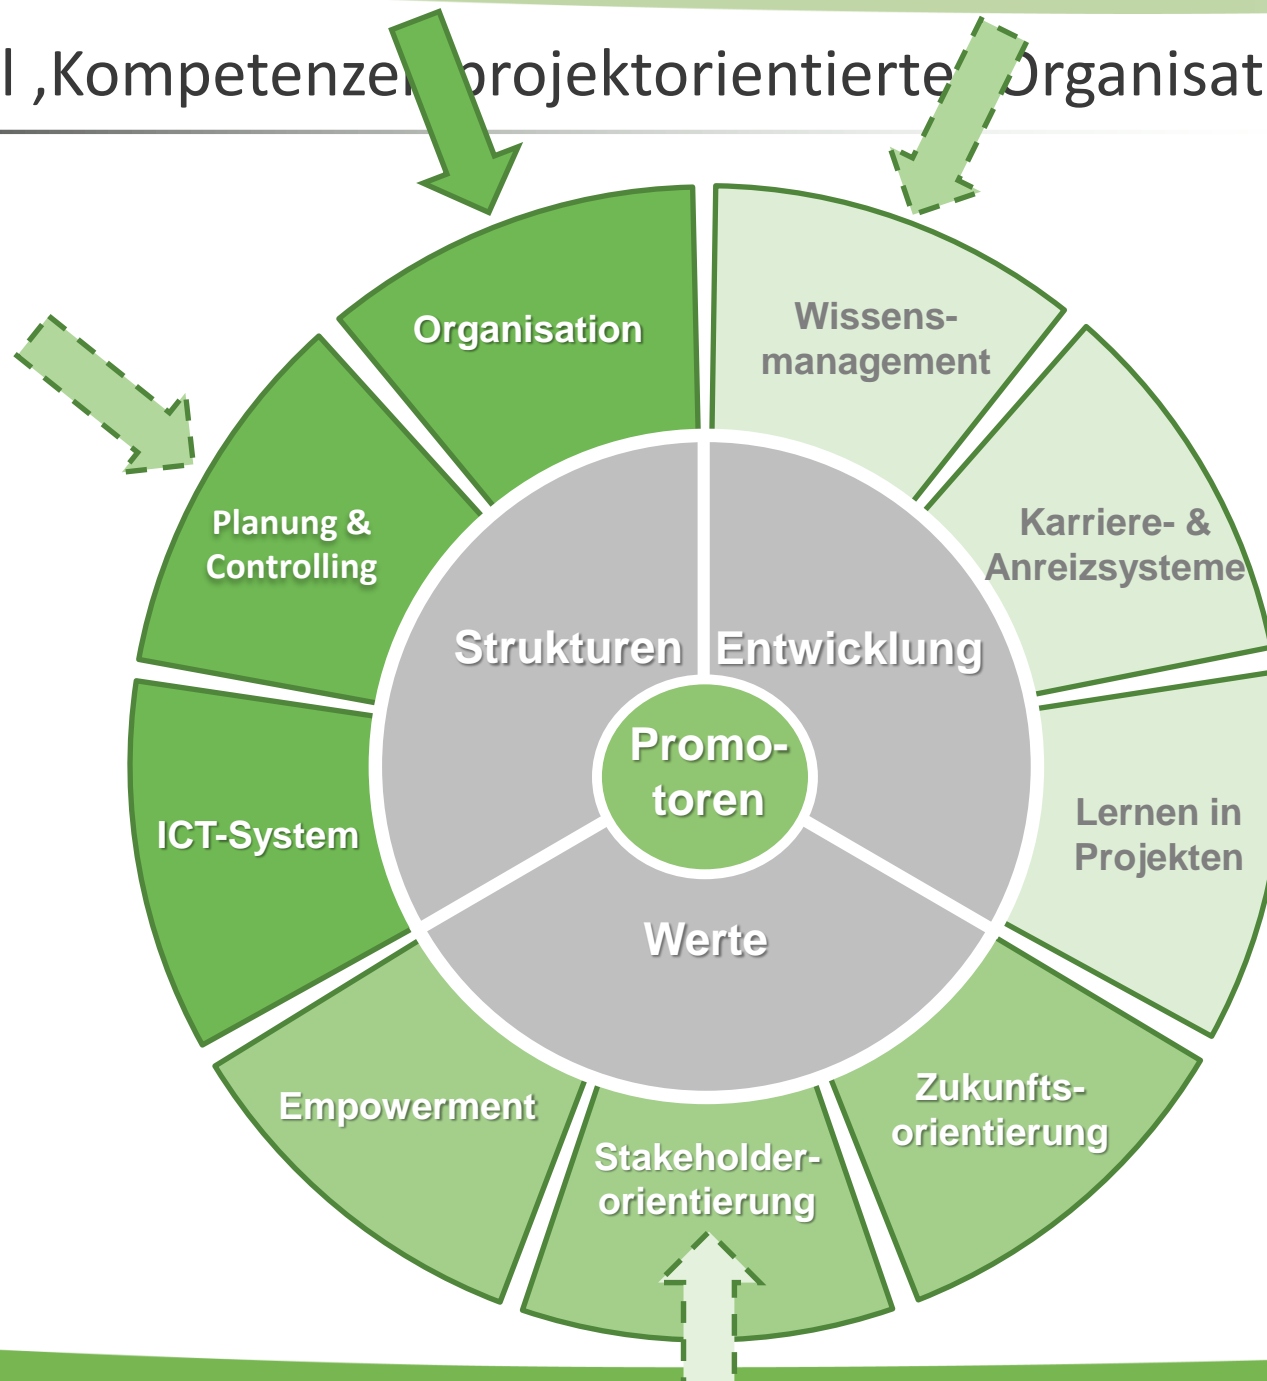 l ‚Kompetenzen projektorientierter Organisat
Organisation
Wissens-
management
Planung &
Controlling
Karriere- &
Anreizsysteme
Strukturen
Entwicklung
Promo-
toren
ICT-System
Lernen in
Projekten
Werte
Empowerment
Stakeholder-
orientierung
Zukunfts-
orientierung